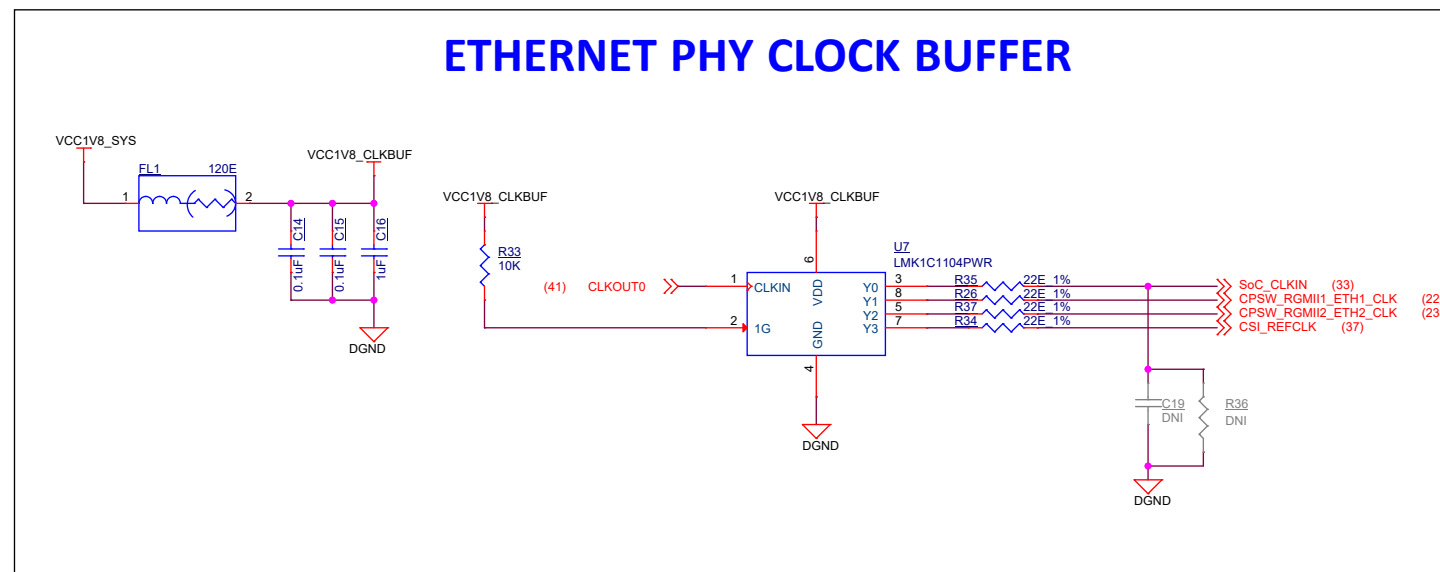 ETHERNET PHY CLOCK BUFFER
VCC1V8_SYS
FL1 120E
1 2
VCC1V8_CLKBUF
C14
0.1uF
C15
0.1uF
C16
1uF
DGND
VCC1V8_CLKBUF
R33
10K
(41) CLKOUT0
VCC1V8_CLKBUF
U7
LMK1C1104PWR
6
1 CLKIN
2 1G
VDD
GND
4
DGND
Y0 3 R35 22E_1% SoC_CLKIN (33)
Y1 8 R26 22E_1% CPSW_RGMII1_ETH1_CLK (22
Y2 5 R37 22E_1% CPSW_RGMII2_ETH2_CLK (23
Y3 7 R34 22E_1% CSI_REFCLK (37)
C19
DNI
R36
DNI
DGND